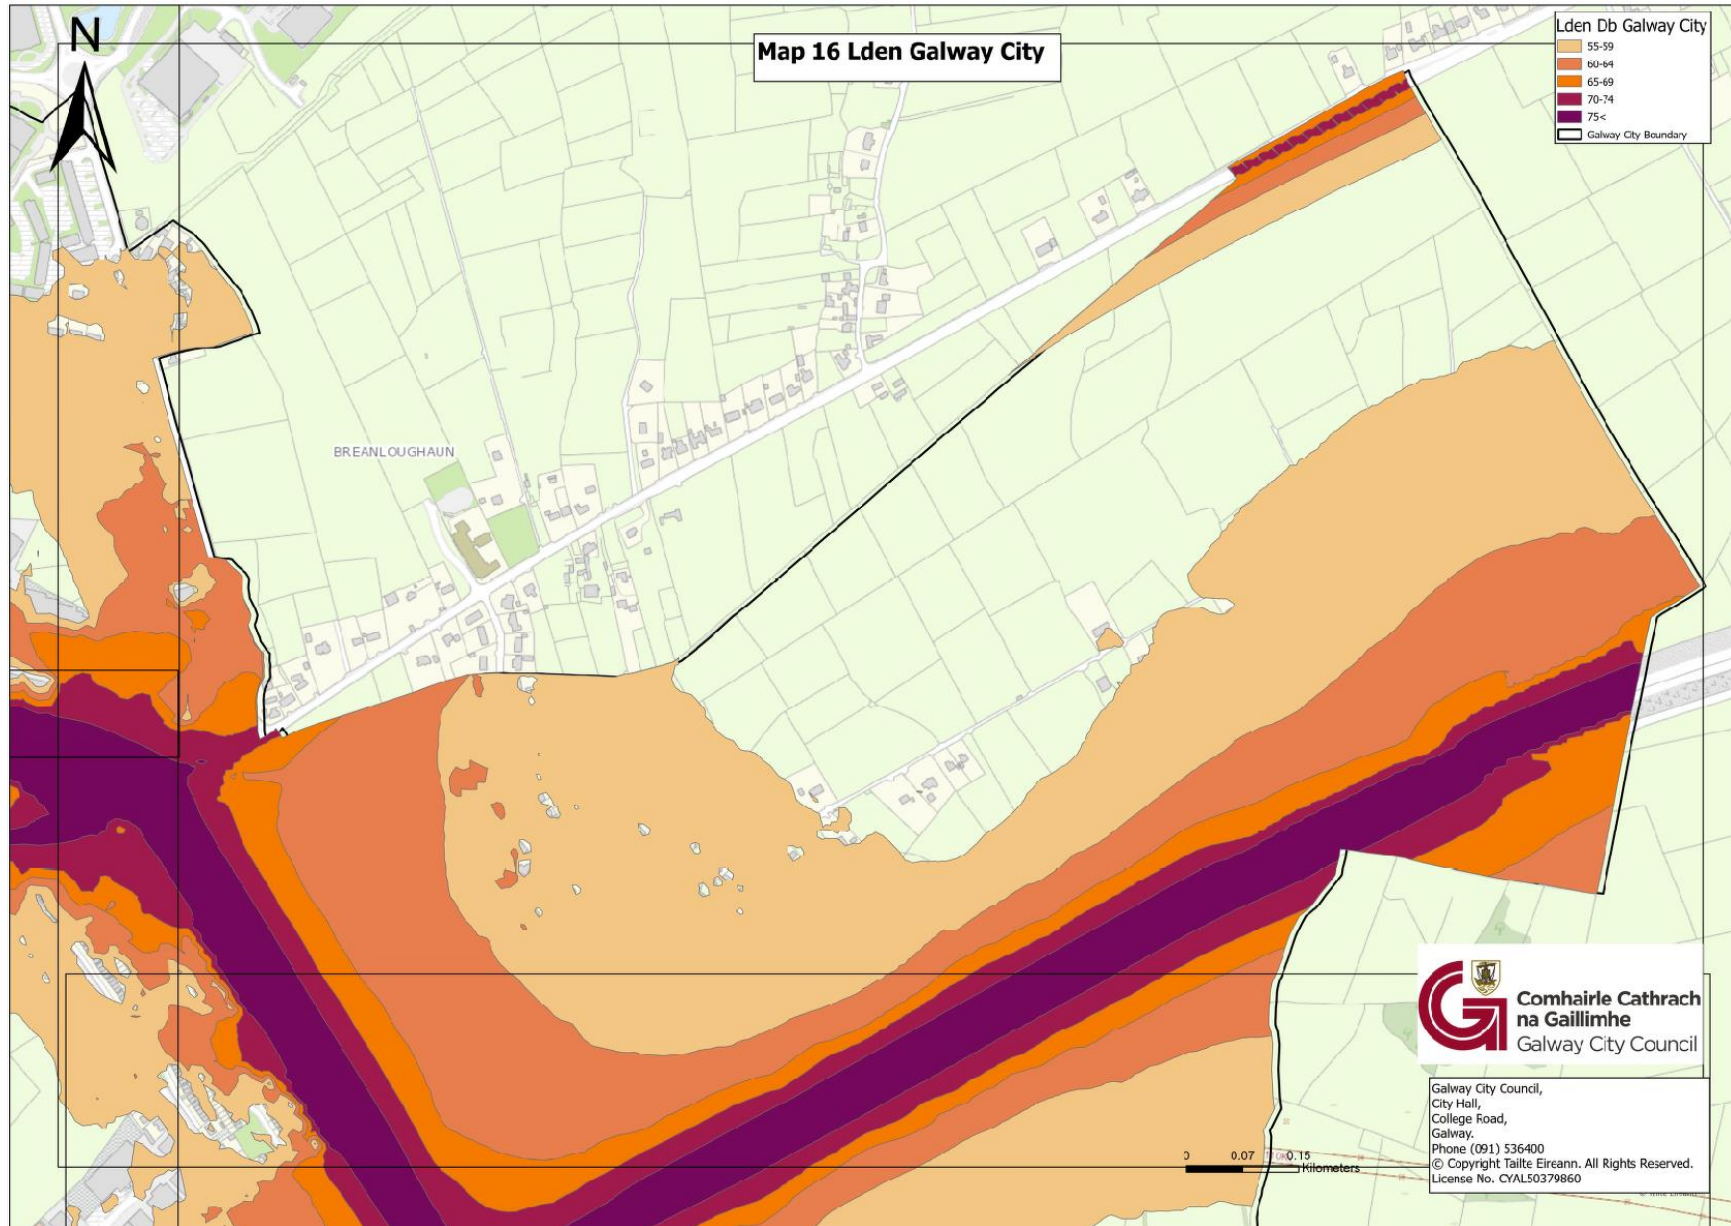 N
Map 16 Lden Galway City
Lden Db Galway City
55-59
60-64
65-69
70-74
75<
Galway City Boundary
BREANLOUGHAUN
Comhairle Cathrach
na Gaillimhe
Galway City Council
Galway City Council,
City Hall,
College Road,
Galway.
Phone (091) 536400
© Copyright Tailte Eireann. All Rights Reserved.
License No. CYAL50379860
0 0.07 0.15
Kilometers